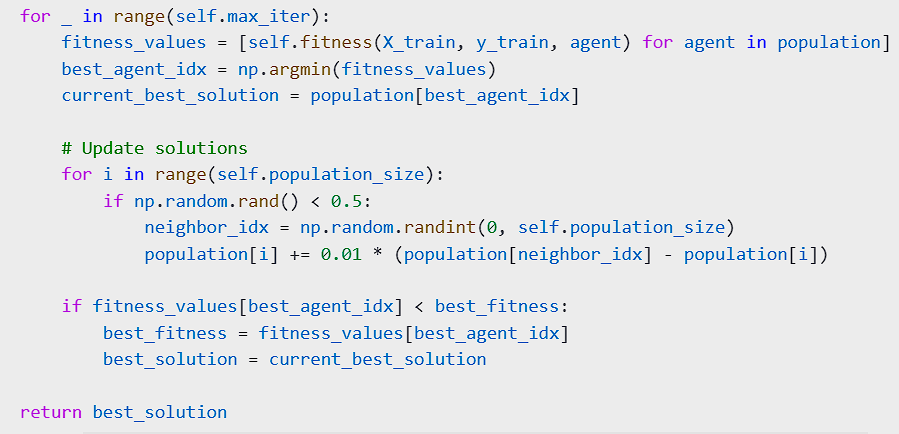 for _ in range(self.max_iter):
    fitness_values = [self.fitness(X_train, y_train, agent) for agent in population]
    best_agent_idx = np.argmin(fitness_values)
    current_best_solution = population[best_agent_idx]

    # Update solutions
    for i in range(self.population_size):
        if np.random.rand() < 0.5:
            neighbor_idx = np.random.randint(0, self.population_size)
            population[i] += 0.01 * (population[neighbor_idx] - population[i])

    if fitness_values[best_agent_idx] < best_fitness:
        best_fitness = fitness_values[best_agent_idx]
        best_solution = current_best_solution

return best_solution